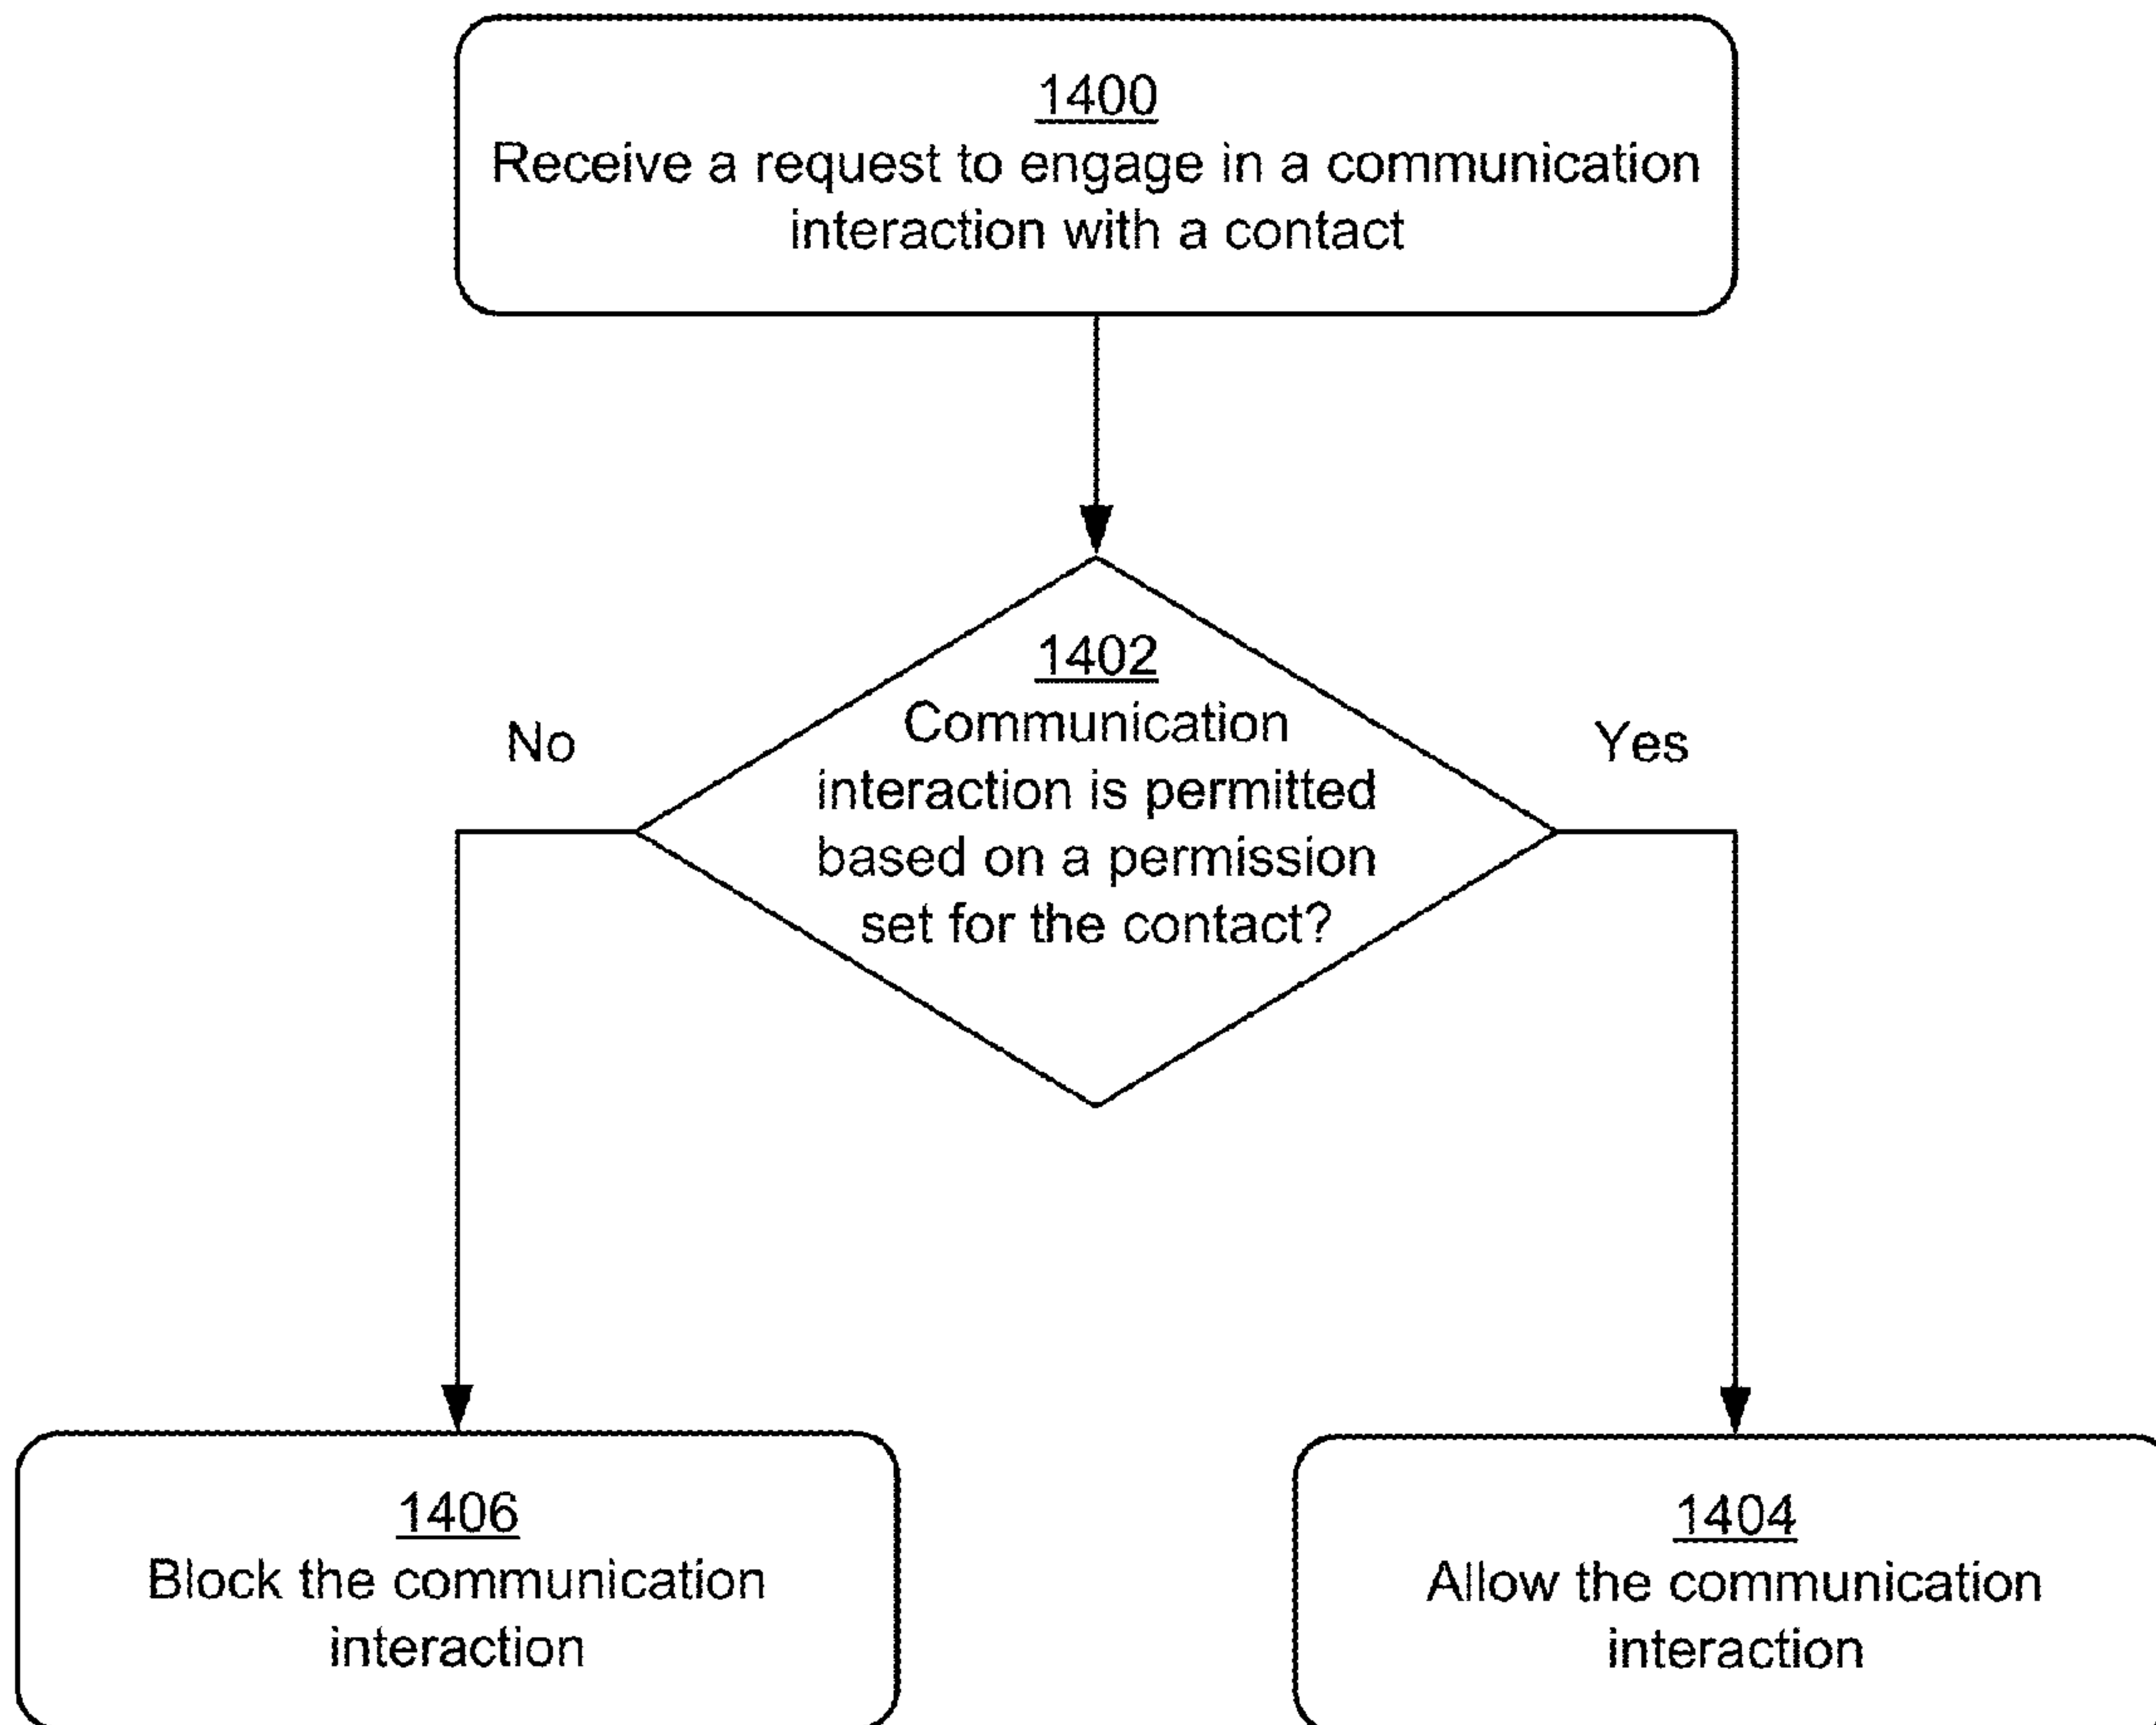 1400
Receive a request to engage in a communication
interaction with a contact
1402
Communication
interaction is permitted
based on a permission
set for the contact?
No
Yes
1406
Block the communication
interaction
1404
Allow the communication
interaction